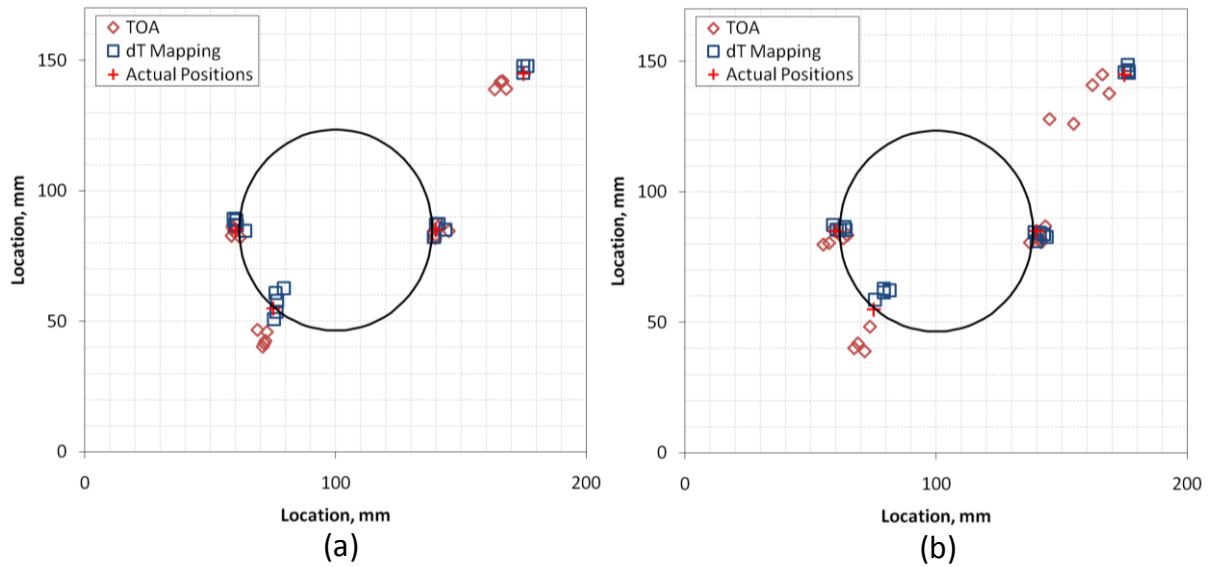 TOA
dT Mapping
Actual Positions
150
100
50
0
Location, mm
0
100
200
Location, mm
(a)
TOA
dT Mapping
Actual Positions
150
100
50
0
Location, mm
0
100
200
Location, mm
(b)